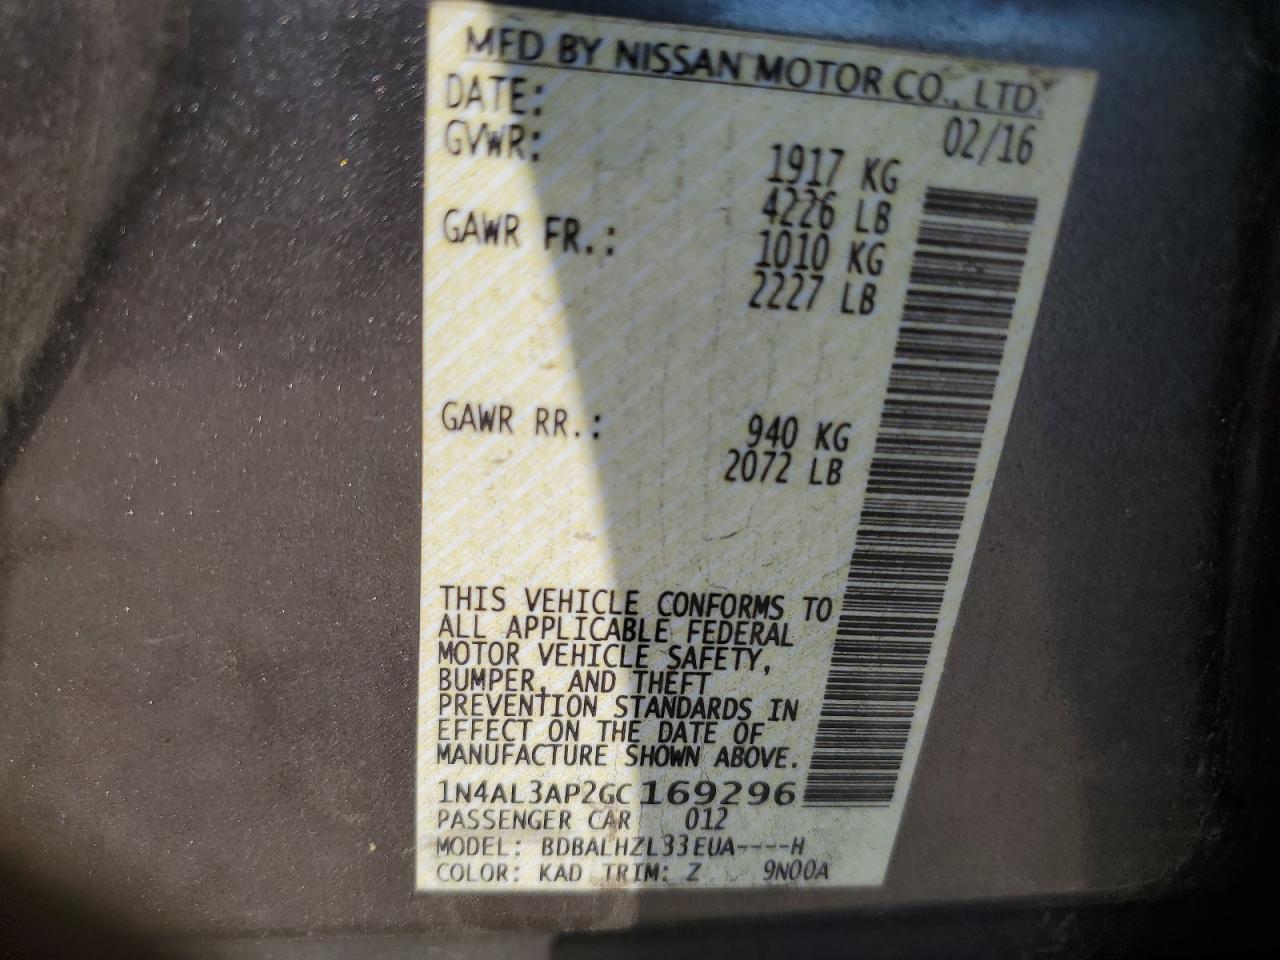 MFD BY NISSAN MOTOR CO., LTD.
DATE: 02/16
GVWR: 1917 KG
4226 LB
GAWR FR.: 1010 KG
2227 LB
GAWR RR.: 940 KG
2072 LB
THIS VEHICLE CONFORMS TO
ALL APPLICABLE FEDERAL
MOTOR VEHICLE SAFETY,
BUMPER, AND THEFT
PREVENTION STANDARDS IN
EFFECT ON THE DATE OF
MANUFACTURE SHOWN ABOVE.
1N4AL3AP2GC169296
PASSENGER CAR 012
MODEL: BDBALHZL33EUA----H
COLOR: KAD TRIM: Z 9N00A